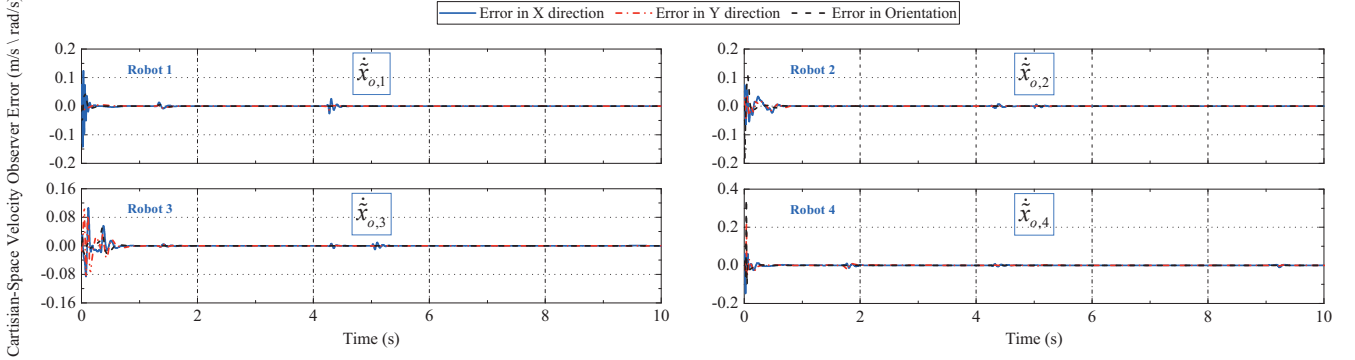 Error in X direction Error in Y direction Error in Orientation
Cartisian-Space Velocity Observer Error (m/s \ rad/s)
0.2
0.1
0.0
-0.1
-0.2
Robot 1
x̃̇o,1
0.2
0.1
0.0
-0.1
-0.2
Robot 2
x̃̇o,2
0.16
0.08
0.00
-0.08
-0.16
Robot 3
x̃̇o,3
0 2 4 6 8 10
Time (s)
0.4
0.2
0.0
-0.2
Robot 4
x̃̇o,4
0 2 4 6 8 10
Time (s)